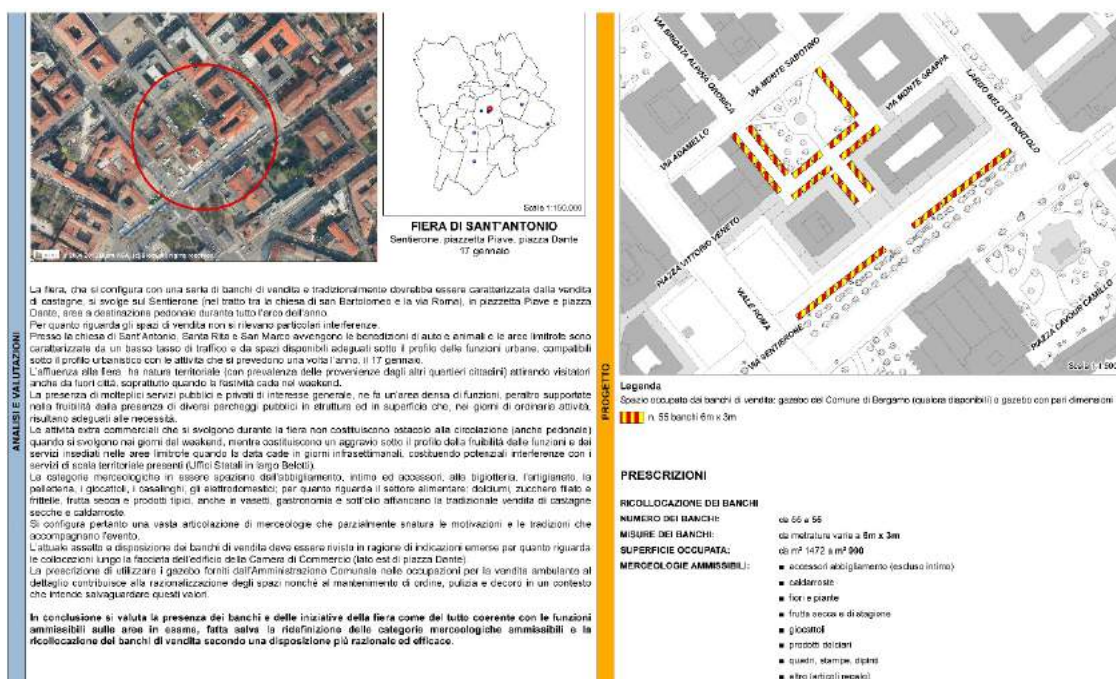 ANALISI E VALUTAZIONI
Scala 1:150.000
FIERA DI SANT'ANTONIO
Sentierone, piazzetta Piave, piazza Dante
17 gennaio
La fiera, che si configura con una serie di banchi di vendita e tradizionalmente dovrebbe essere caratterizzata dalla vendita
di castagne, si svolge sul Sentierone (nel tratto tra la chiesa di san Bartolomeo e la via Roma), in piazzetta Piave e piazza
Dante, aree a destinazione pedonale durante tutto l'arco dell'anno.
Per quanto riguarda gli spazi di vendita non si rilevano particolari interferenze.
Presso la chiesa di Sant'Antonio, Santa Rita e San Marco avvengono le benedizioni di auto e animali e le aree limitrofe sono
caratterizzate da un basso tasso di traffico e da spazi disponibili adeguati sotto il profilo delle funzioni urbane, compatibili
sotto il profilo urbanistico con le attività che si prevedono una volta l'anno, il 17 gennaio.
L'affluenza alla fiera ha natura territoriale (con prevalenza delle provenienze dagli altri quartieri cittadini) attirando visitatori
anche da fuori città, soprattutto quando la festività cade nel weekend.
La presenza di molteplici servizi pubblici e privati di interesse generale, ne fa un'area densa di funzioni, peraltro supportate
nella fruibilità dalla presenza di diversi parcheggi pubblici in struttura ed in superficie che, nei giorni di ordinaria attività,
risultano adeguati alle necessità.
Le attività extra commerciali che si svolgono durante la fiera non costituiscono ostacolo alla circolazione (anche pedonale)
quando si svolgono nei giorni del weekend, mentre costituiscono un aggravio sotto il profilo della fruibilità delle funzioni e dei
servizi insediati nelle aree limitrofe quando la data cade in giorni infrasettimanali, costituendo potenziali interferenze con i
servizi di scala territoriale presenti (Uffici Statali in largo Belotti).
Le categorie merceologiche in essere spaziano dall'abbigliamento, intimo ed accessori, alla bigiotteria, l'artigianato, la
pelletteria, i giocattoli, i casalinghi, gli elettrodomestici; per quanto riguarda il settore alimentare: dolciumi, zucchero filato e
frittelle, frutta secca e prodotti tipici, anche in vasetti, gastronomia e sott'olio affiancano la tradizionale vendita di castagne
secche e caldarroste.
Si configura pertanto una vasta articolazione di merceologie che parzialmente snatura le motivazioni e le tradizioni che
accompagnano l'evento.
L'attuale assetto e disposizione dei banchi di vendita deve essere rivisto in ragione di indicazioni emerse per quanto riguarda
le collocazioni lungo la facciata dell'edificio della Camera di Commercio (lato est di piazza Dante)
La prescrizione di utilizzare i gazebo forniti dall'Amministrazione Comunale nelle occupazioni per la vendita ambulante al
dettaglio contribuisce alla razionalizzazione degli spazi nonché al mantenimento di ordine, pulizia e decoro in un contesto
che intende salvaguardare questi valori.
In conclusione si valuta la presenza dei banchi e delle iniziative della fiera come del tutto coerente con le funzioni
ammissibili sulle aree in esame, fatta salva la ridefinizione delle categorie merceologiche ammissibili e la
ricollocazione dei banchi di vendita secondo una disposizione più razionale ed efficace.
PROGETTO
VIA BRIGATA ALPINA OROBICA
VIA MONTE SABOTINO
VIA MONTE GRAPPA
LARGO BELOTTI BORTOLO
VIA ADAMELLO
PIAZZA VITTORIO VENETO
VIALE ROMA
VIA SENTIERONE
PIAZZA CAVOUR CAMILLO
Scala 1:1500
Legenda
Spazio occupato dai banchi di vendita: gazebo del Comune di Bergamo (qualora disponibili) o gazebo con pari dimensioni
n. 55 banchi 6m x 3m
PRESCRIZIONI
RICOLLOCAZIONE DEI BANCHI
NUMERO DEI BANCHI: da 55 a 55
MISURE DEI BANCHI: da metrature varie a 6m x 3m
SUPERFICIE OCCUPATA: da m² 1472 a m² 990
MERCEOLOGIE AMMISSIBILI: ■ accessori abbigliamento (escluso intimo)
■ caldarroste
■ fiori e piante
■ frutta secca e di stagione
■ giocattoli
■ prodotti dolciari
■ quadri, stampe, dipinti
■ altro (articoli regalo)